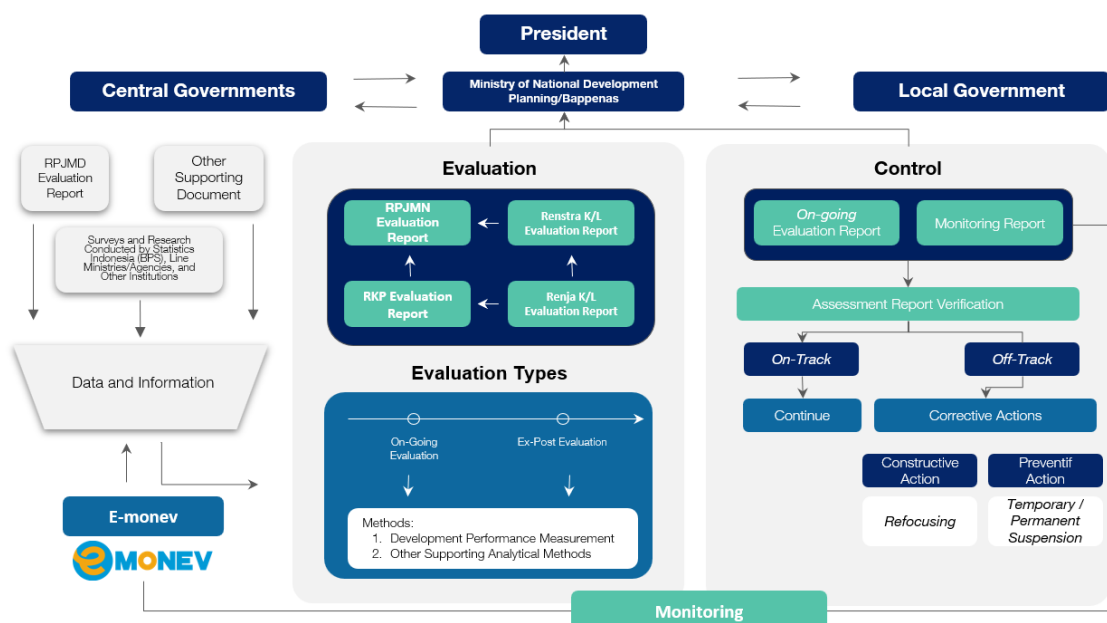 President
Central Governments
Ministry of National Development
Planning/Bappenas
Local Government
RPJMD
Evaluation
Report
Other
Supporting
Document
Surveys and Research
Conducted by Statistics
Indonesia (BPS), Line
Ministries/Agencies, and
Other Institutions
Data and Information
E-monev
eMONEV
Evaluation
RPJMN
Evaluation
Report
Renstra K/L
Evaluation Report
RKP Evaluation
Report
Renja K/L
Evaluation Report
Evaluation Types
On-Going
Evaluation
Ex-Post Evaluation
Methods:
1. Development Performance Measurement
2. Other Supporting Analytical Methods
Control
On-going
Evaluation Report
Monitoring Report
Assessment Report Verification
On-Track
Off-Track
Continue
Corrective Actions
Constructive
Action
Preventif
Action
Refocusing
Temporary /
Permanent
Suspension
Monitoring